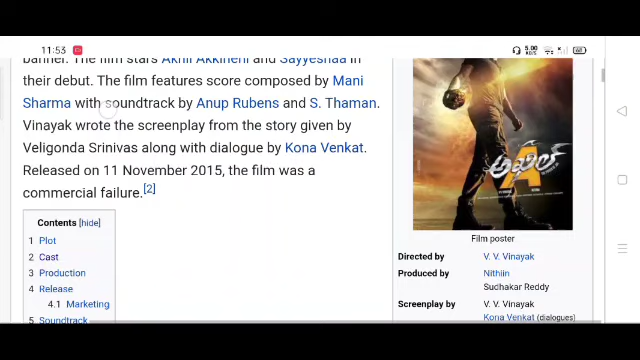 11:53
5.00
KB/S
banner. The film stars Akhil Akkineni and Sayyeshaa in
their debut. The film features score composed by Mani
Sharma with soundtrack by Anup Rubens and S. Thaman.
Vinayak wrote the screenplay from the story given by
Veligonda Srinivas along with dialogue by Kona Venkat.
Released on 11 November 2015, the film was a
commercial failure.[2]
Contents [hide]
1 Plot
2 Cast
3 Production
4 Release
4.1 Marketing
5 Soundtrack
అఖిల్
A
Film poster
Directed by V. V. Vinayak
Produced by Nithiin
Sudhakar Reddy
Screenplay by V. V. Vinayak
Kona Venkat (dialogues)